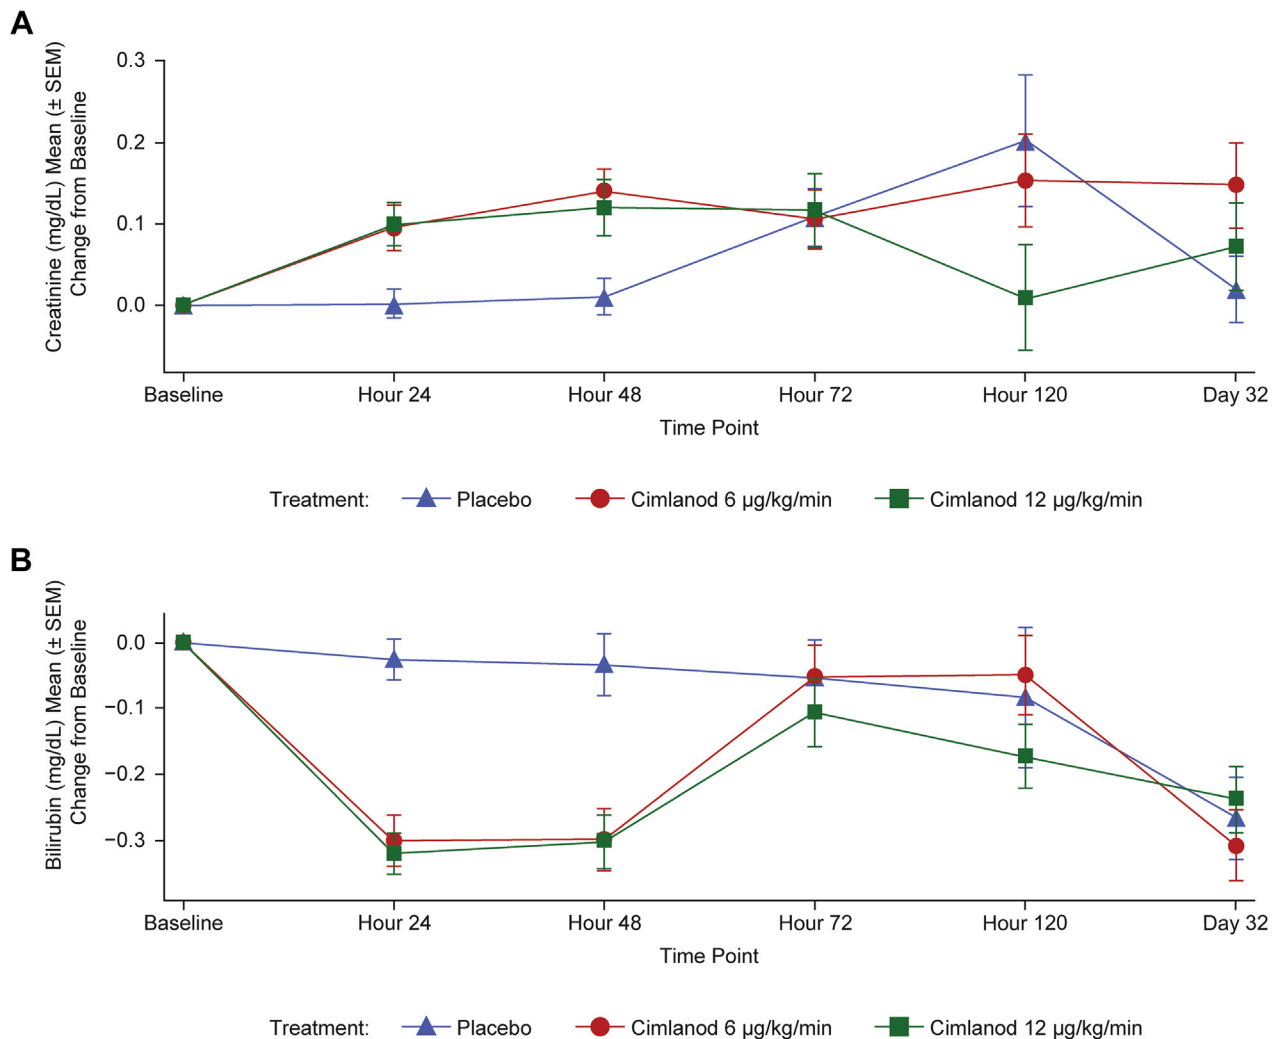 A
Creatinine (mg/dL) Mean (± SEM)
Change from Baseline
0.3
0.2
0.1
0.0
Baseline Hour 24 Hour 48 Hour 72 Hour 120 Day 32
Time Point
Treatment: Placebo Cimlanod 6 µg/kg/min Cimlanod 12 µg/kg/min
B
Bilirubin (mg/dL) Mean (± SEM)
Change from Baseline
0.0
−0.1
−0.2
−0.3
Baseline Hour 24 Hour 48 Hour 72 Hour 120 Day 32
Time Point
Treatment: Placebo Cimlanod 6 µg/kg/min Cimlanod 12 µg/kg/min